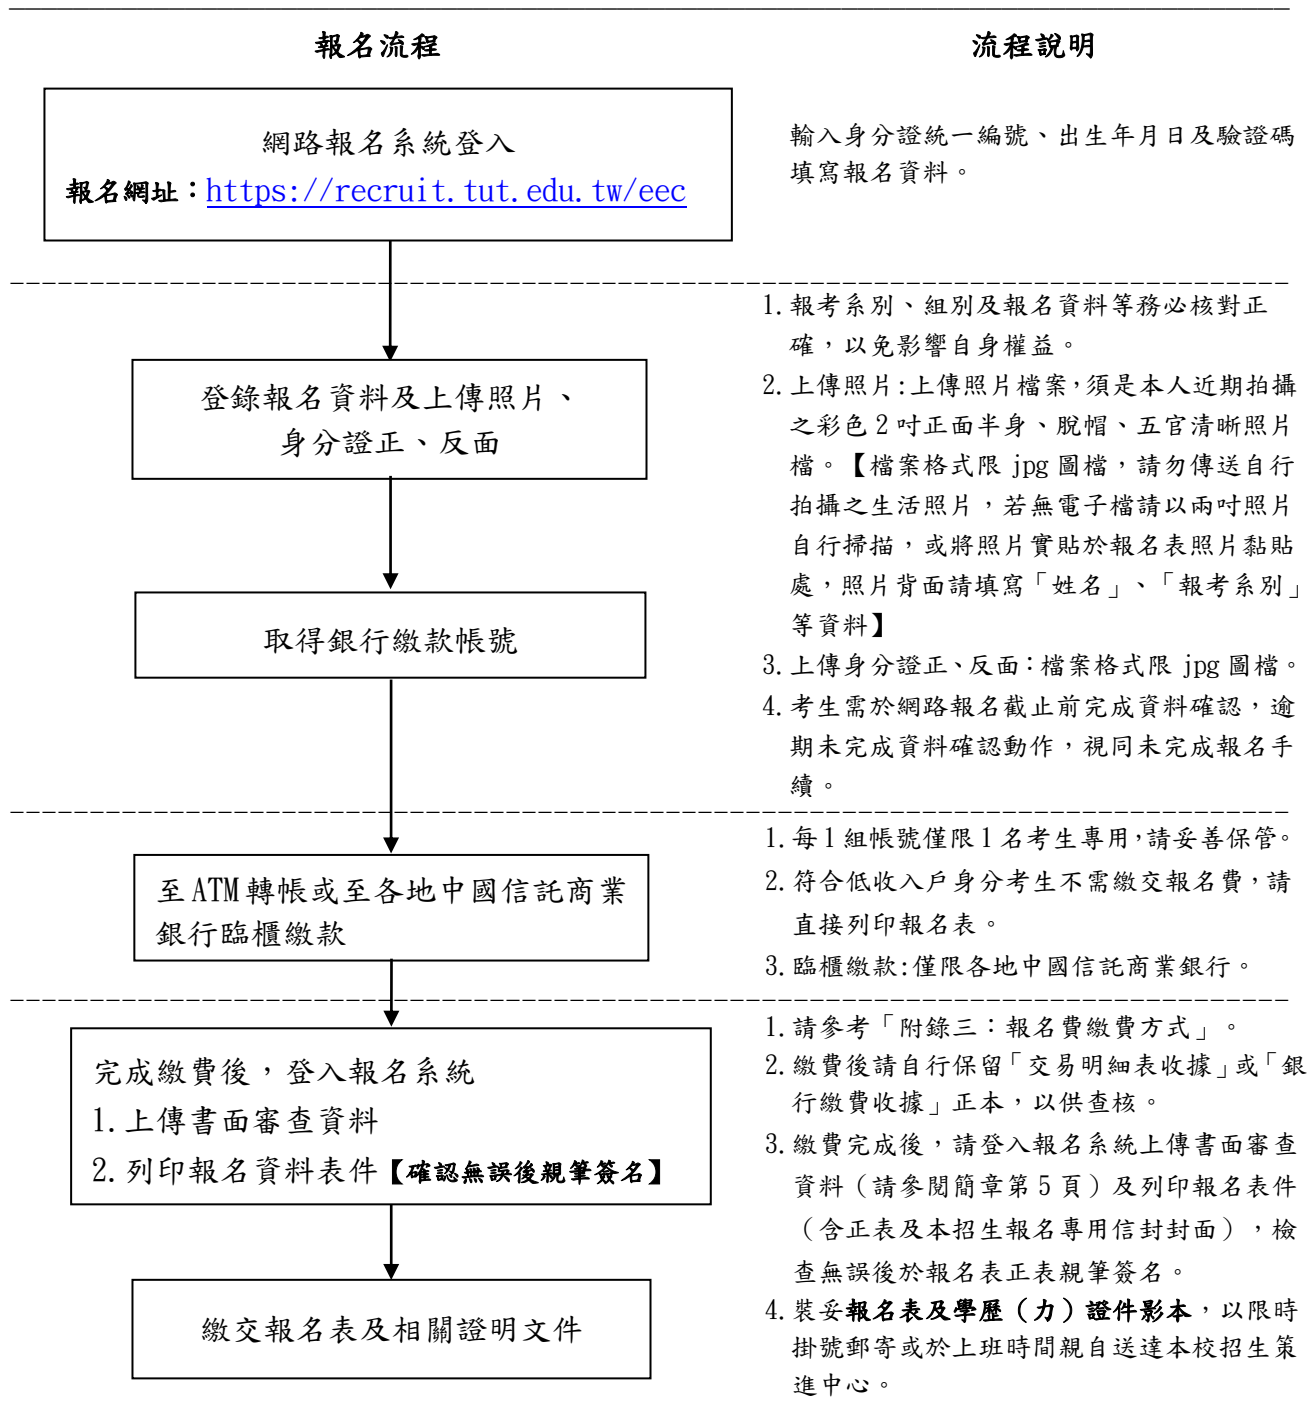 報名流程
流程說明
網路報名系統登入
報名網址：https://recruit.tut.edu.tw/eec
輸入身分證統一編號、出生年月日及驗證碼
填寫報名資料。
登錄報名資料及上傳照片、
身分證正、反面
取得銀行繳款帳號
1.報考系別、組別及報名資料等務必核對正
確，以免影響自身權益。
2.上傳照片:上傳照片檔案，須是本人近期拍攝
之彩色2吋正面半身、脫帽、五官清晰照片
檔。【檔案格式限 jpg 圖檔，請勿傳送自行
拍攝之生活照片，若無電子檔請以兩吋照片
自行掃描，或將照片實貼於報名表照片黏貼
處，照片背面請填寫「姓名」、「報考系別」
等資料】
3.上傳身分證正、反面：檔案格式限 jpg 圖檔。
4.考生需於網路報名截止前完成資料確認，逾
期未完成資料確認動作，視同未完成報名手
續。
至ATM轉帳或至各地中國信託商業
銀行臨櫃繳款
1.每1組帳號僅限1名考生專用，請妥善保管。
2.符合低收入戶身分考生不需繳交報名費，請
直接列印報名表。
3.臨櫃繳款:僅限各地中國信託商業銀行。
完成繳費後，登入報名系統
1.上傳書面審查資料
2.列印報名資料表件【確認無誤後親筆簽名】
繳交報名表及相關證明文件
1.請參考「附錄三：報名費繳費方式」。
2.繳費後請自行保留「交易明細表收據」或「銀
行繳費收據」正本，以供查核。
3.繳費完成後，請登入報名系統上傳書面審查
資料（請參閱簡章第5頁）及列印報名表件
（含正表及本招生報名專用信封封面），檢
查無誤後於報名表正表親筆簽名。
4.裝妥報名表及學歷（力）證件影本，以限時
掛號郵寄或於上班時間親自送達本校招生策
進中心。